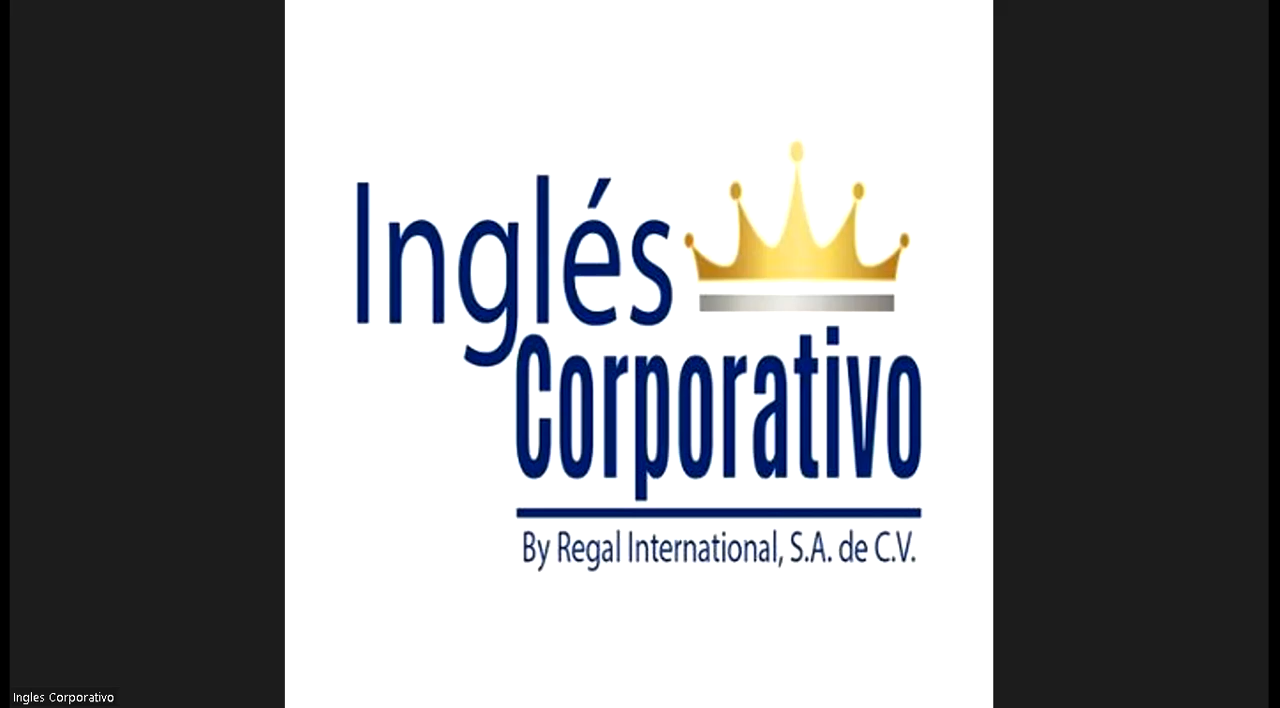 Inglés
Corporativo
By Regal International, S.A. de C.V.
Ingles Corporativo